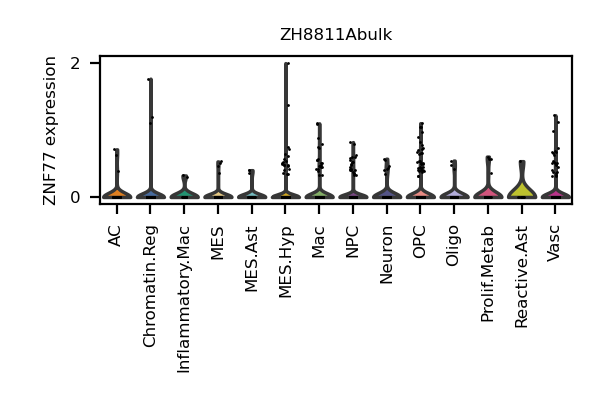 ZH8811Abulk
ZNF77 expression
2
0
AC
Chromatin.Reg
Inflammatory.Mac
MES
MES.Ast
MES.Hyp
Mac
NPC
Neuron
OPC
Oligo
Prolif.Metab
Reactive.Ast
Vasc